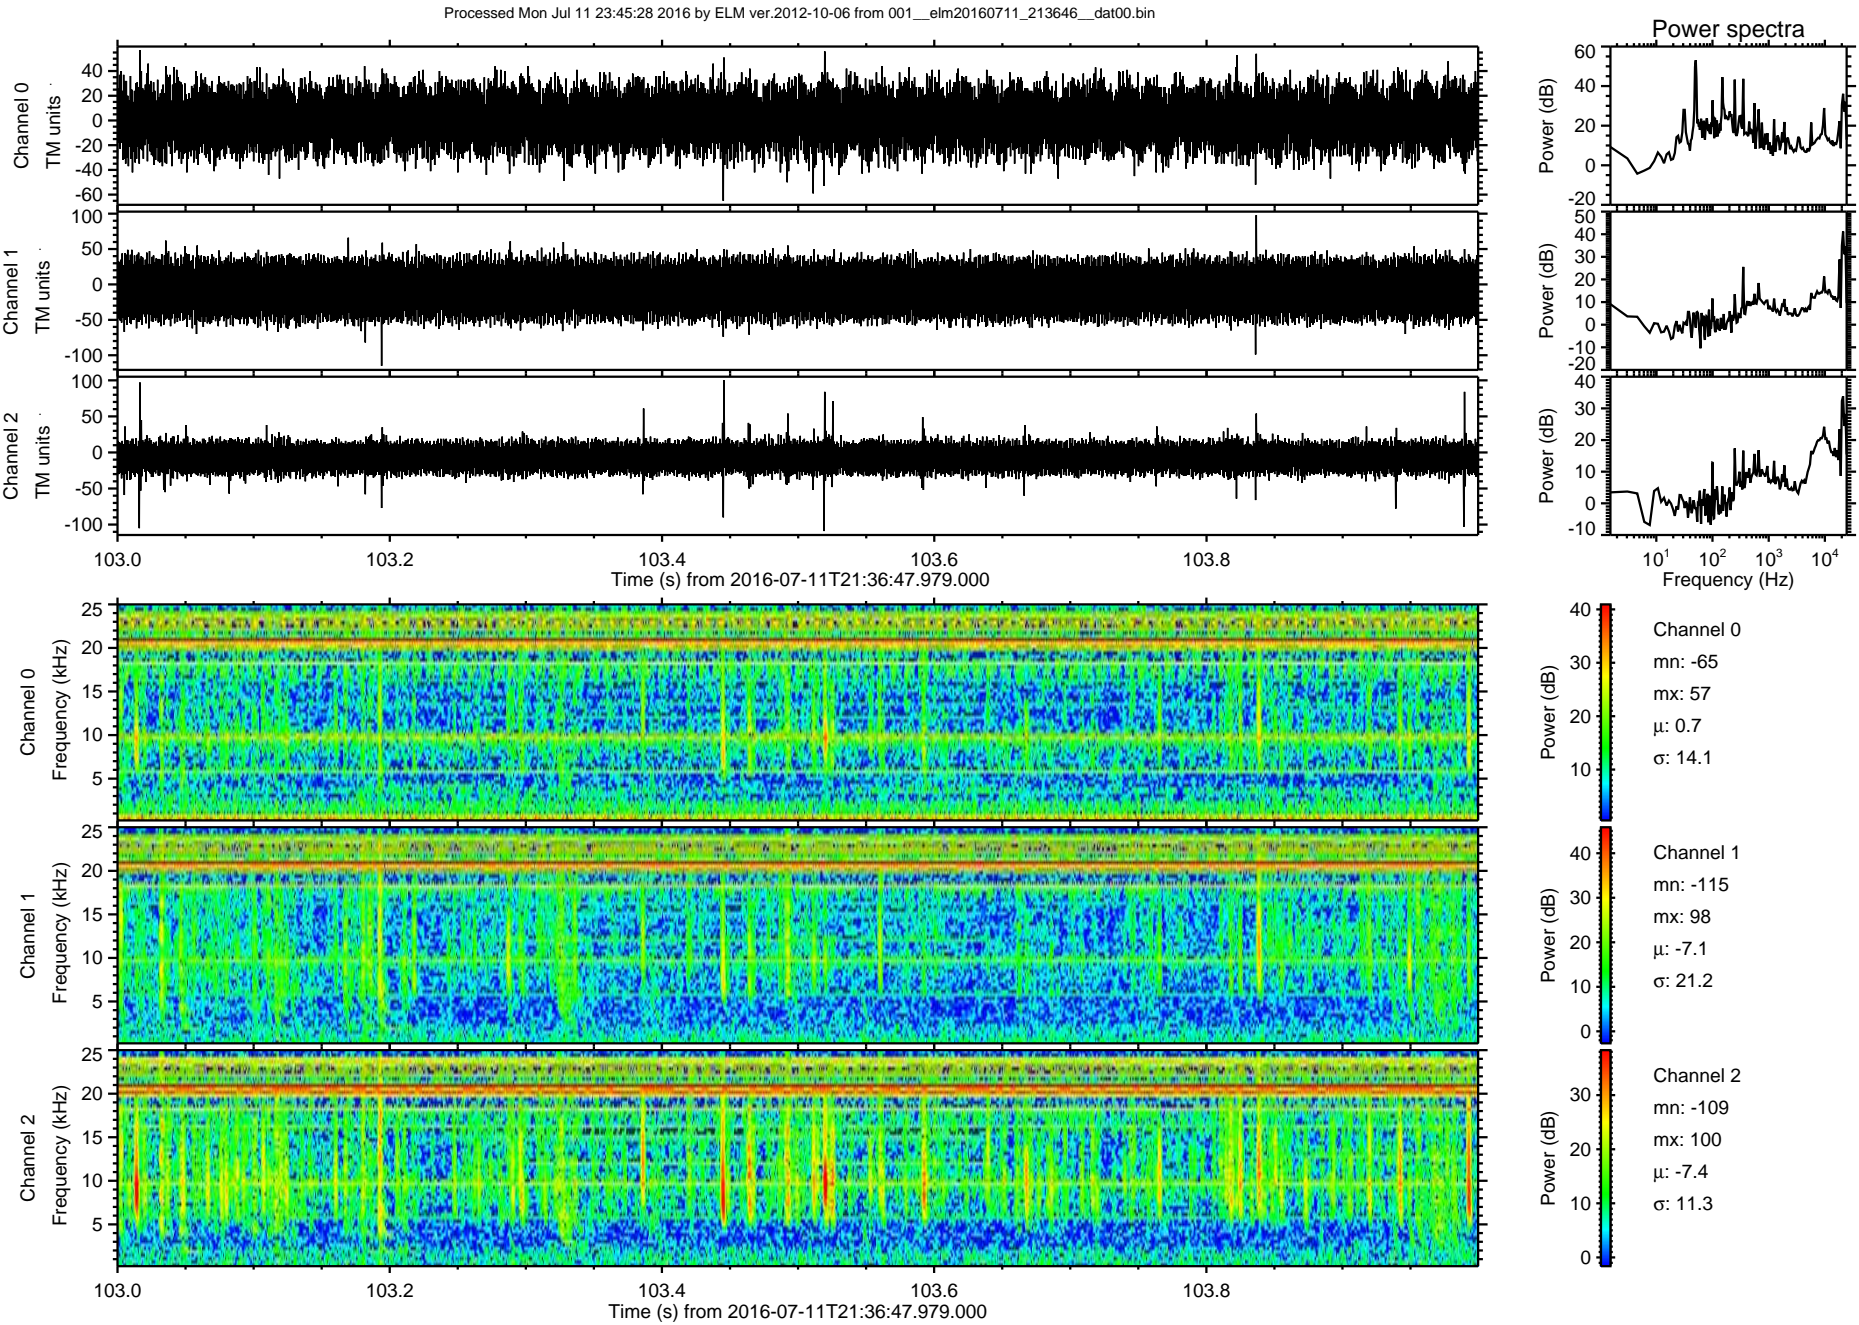 Processed Mon Jul 11 23:45:28 2016 by ELM ver.2012-10-06 from 001__elm20160711_213646__dat00.bin
Power spectra
Channel 0
TM units
40
20
0
-20
-40
-60
Power (dB)
60
40
20
0
-20
Channel 1
TM units
100
50
0
-50
-100
Power (dB)
50
40
30
20
10
0
-10
-20
Channel 2
TM units
100
50
0
-50
-100
Power (dB)
40
30
20
10
0
-10
103.0 103.2 103.4 103.6 103.8
Time (s) from 2016-07-11T21:36:47.979.000
10^1 10^2 10^3 10^4
Frequency (Hz)
Channel 0
Frequency (kHz)
25
20
15
10
5
Power (dB)
40
30
20
10
Channel 0
mn: -65
mx: 57
μ: 0.7
σ: 14.1
Channel 1
Frequency (kHz)
25
20
15
10
5
Power (dB)
40
30
20
10
0
Channel 1
mn: -115
mx: 98
μ: -7.1
σ: 21.2
Channel 2
Frequency (kHz)
25
20
15
10
5
Power (dB)
30
20
10
0
Channel 2
mn: -109
mx: 100
μ: -7.4
σ: 11.3
103.0 103.2 103.4 103.6 103.8
Time (s) from 2016-07-11T21:36:47.979.000